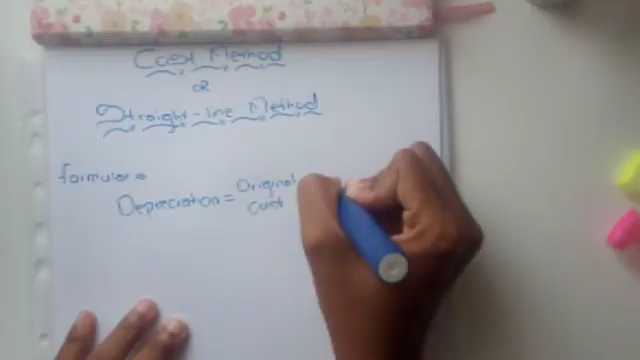 Cost Method
or
Straight-line Method
formula =
Depreciation = Original
Cost